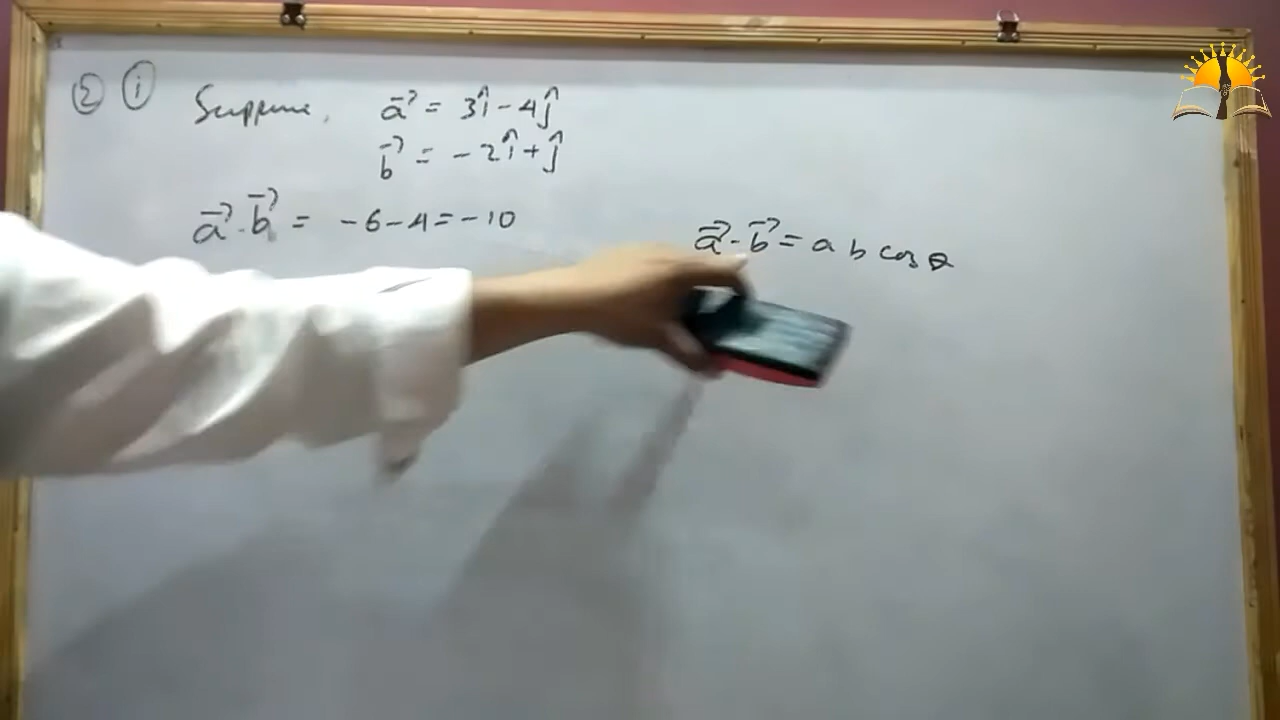 ② ⓘ Suppose, a⃗ = 3î - 4ĵ
b⃗ = -2î + ĵ
a⃗ . b⃗ = -6 - 4 = -10
a⃗ . b⃗ = a b cos θ